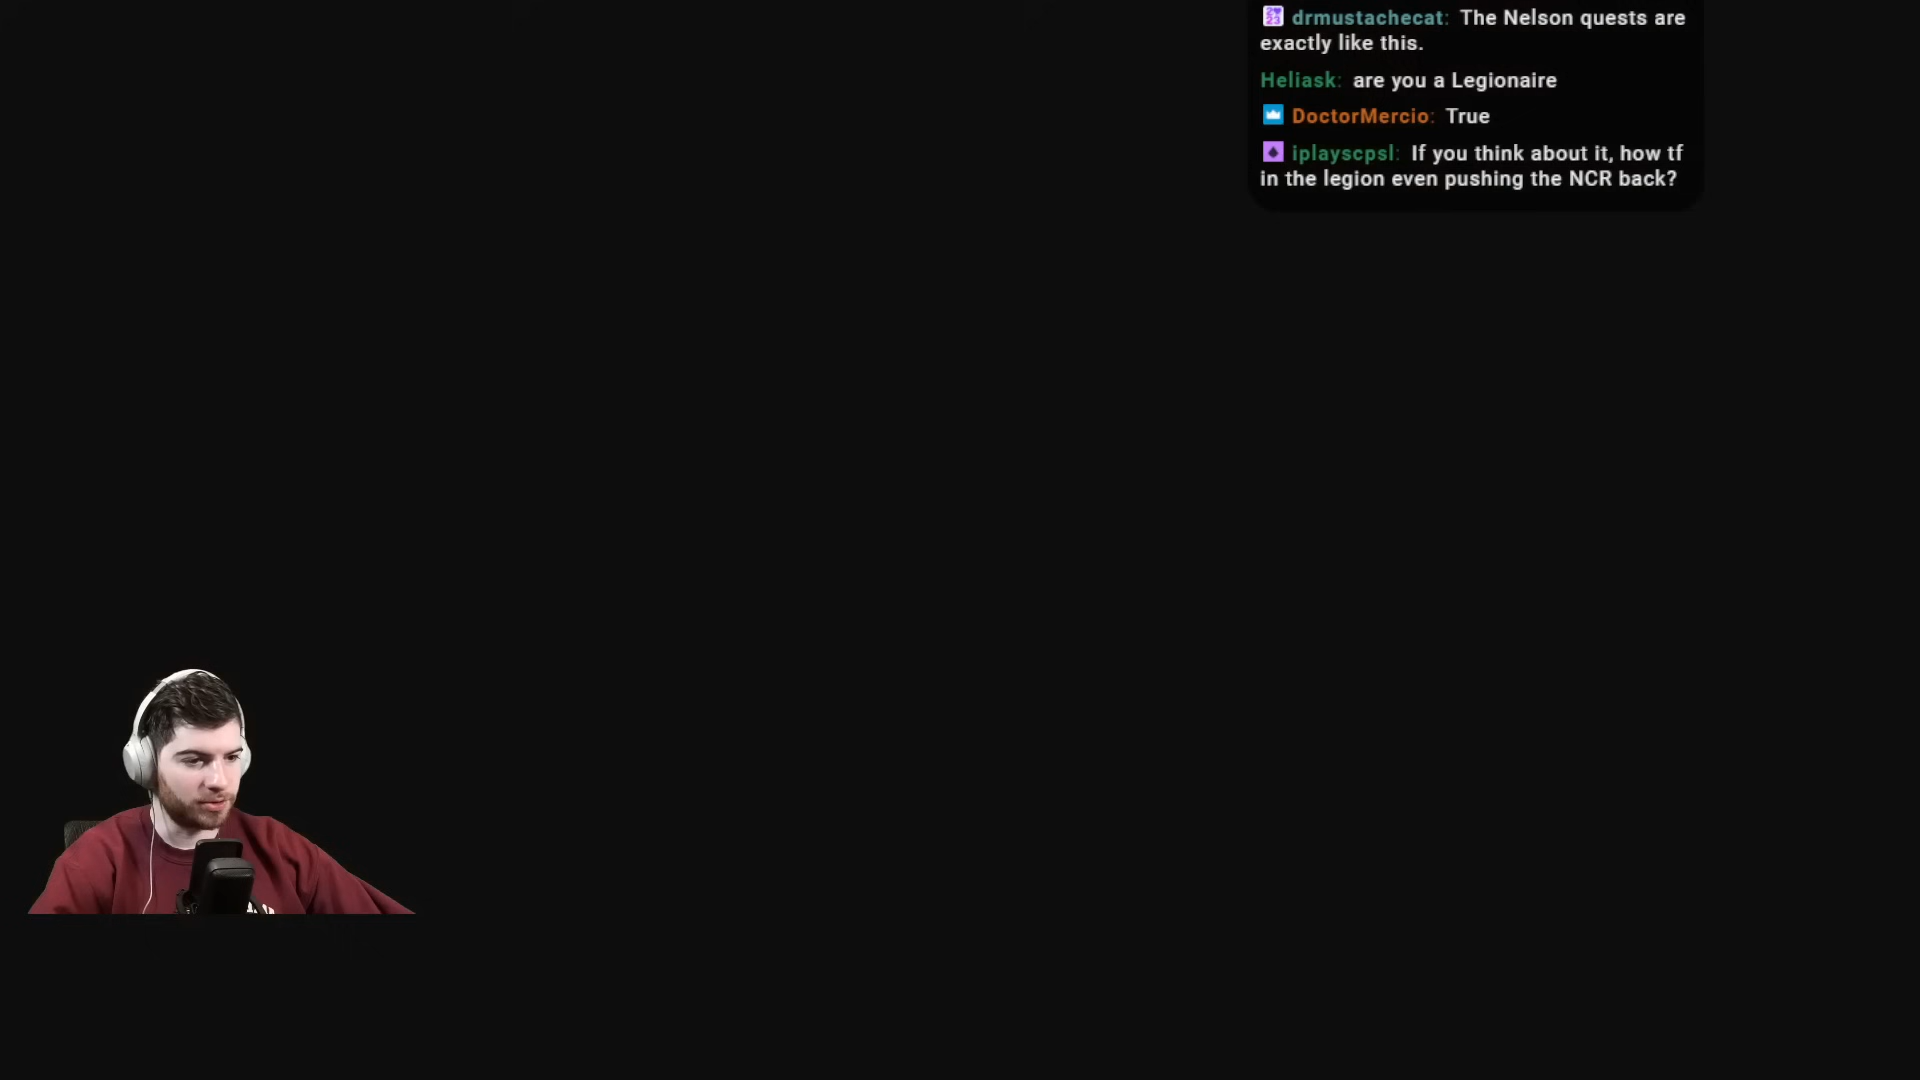 drmustachecat: The Nelson quests are
exactly like this.
Heliask: are you a Legionaire
DoctorMercio: True
iplayscpsl: If you think about it, how tf
in the legion even pushing the NCR back?